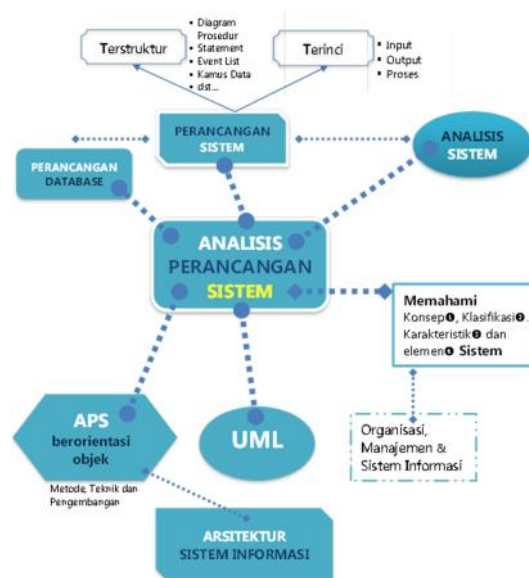 Terstruktur
• Diagram
Prosedur
• Statement
• Event List
• Kamus Data
• dst...
Terinci
• Input
• Output
• Proses
PERANCANGAN
SISTEM
ANALISIS
SISTEM
PERANCANGAN
DATABASE
ANALISIS
PERANCANGAN
SISTEM
Memahami
Konsep❶, Klasifikasi❷.
Karakteristik❸ dan
elemen❹ Sistem
APS
berorientasi
objek
UML
Organisasi,
Manajemen &
Sistem Informasi
Metode, Teknik dan
Pengembangan
ARSITEKTUR
SISTEM INFORMASI